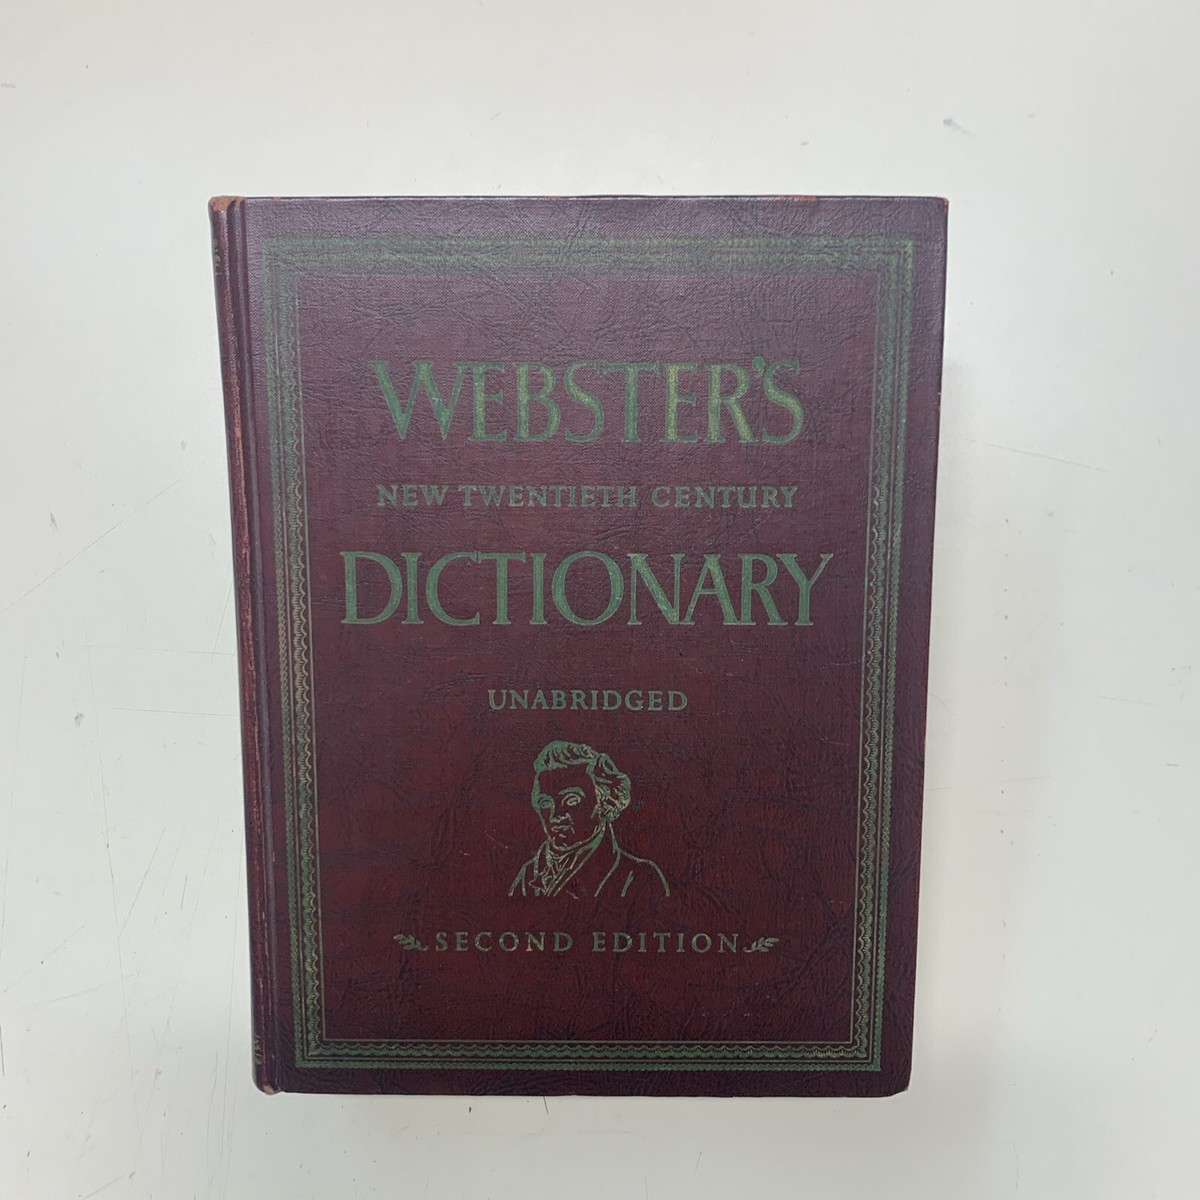 WEBSTER'S
NEW TWENTIETH CENTURY
DICTIONARY
UNABRIDGED
SECOND EDITION